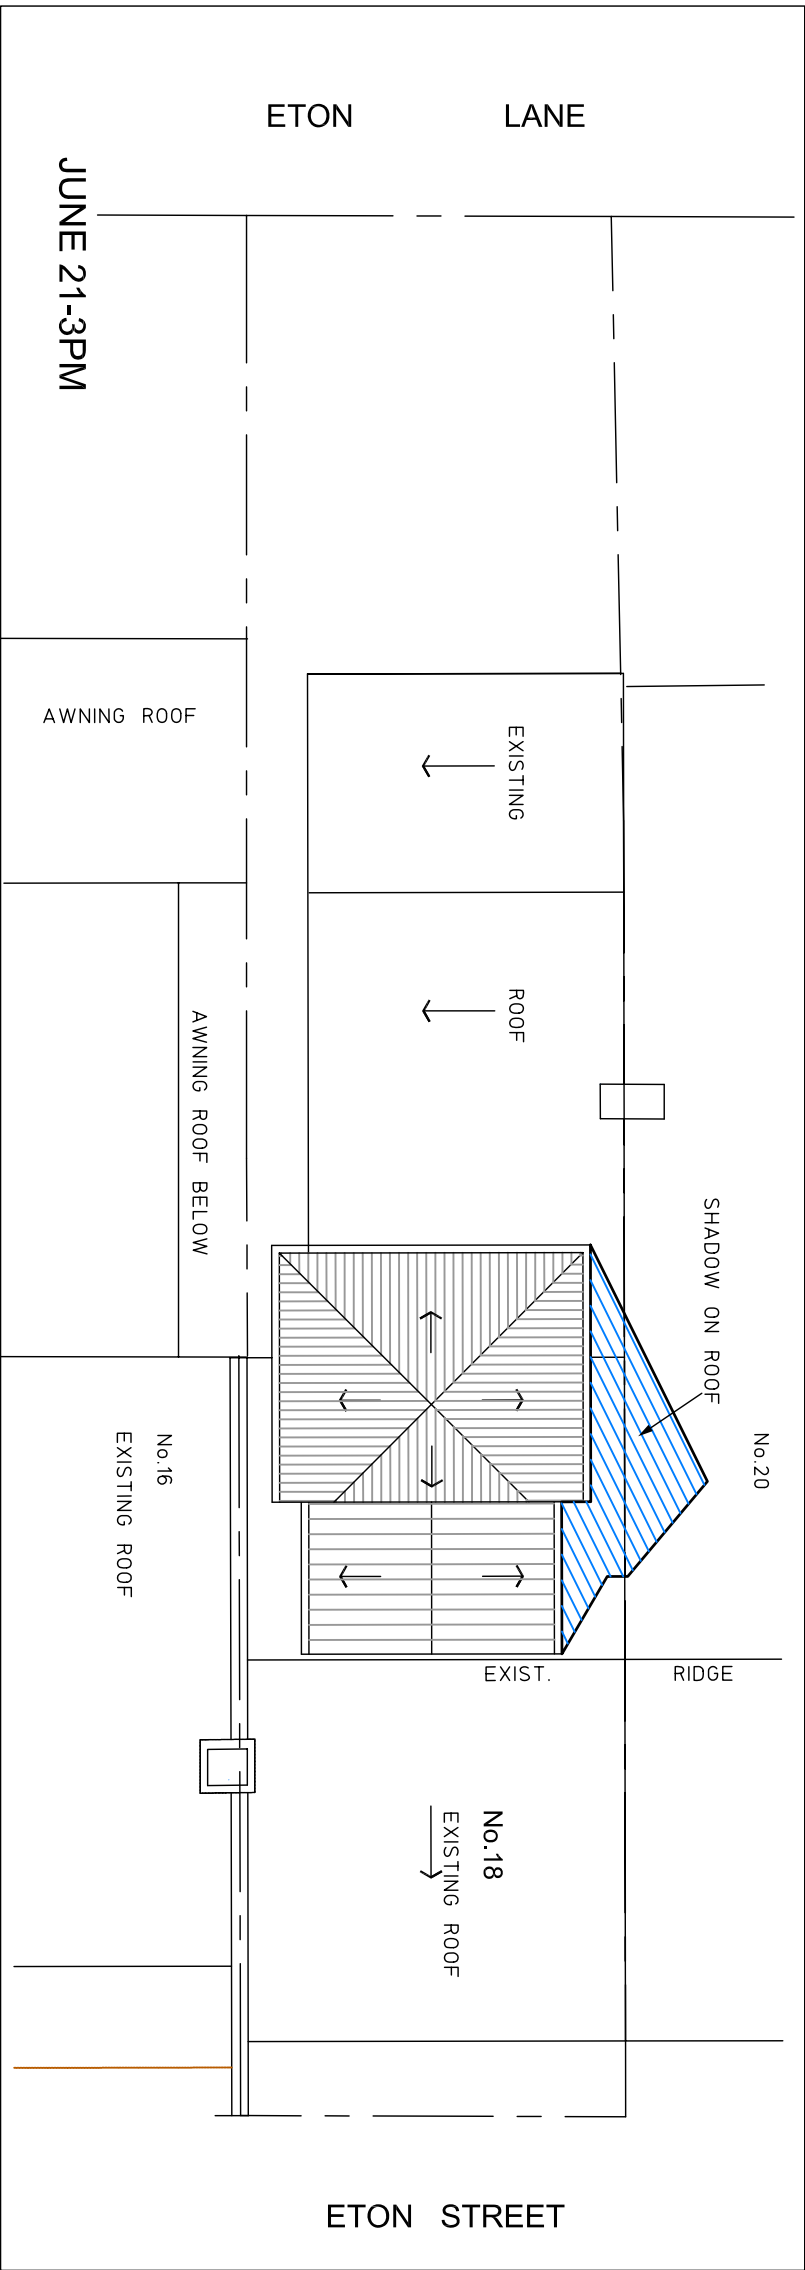 ETON LANE
JUNE 21-3PM
AWNING ROOF
EXISTING
ROOF
AWNING ROOF BELOW
SHADOW ON ROOF
No.20
No.16
EXISTING ROOF
EXIST. RIDGE
No.18
EXISTING ROOF
ETON STREET